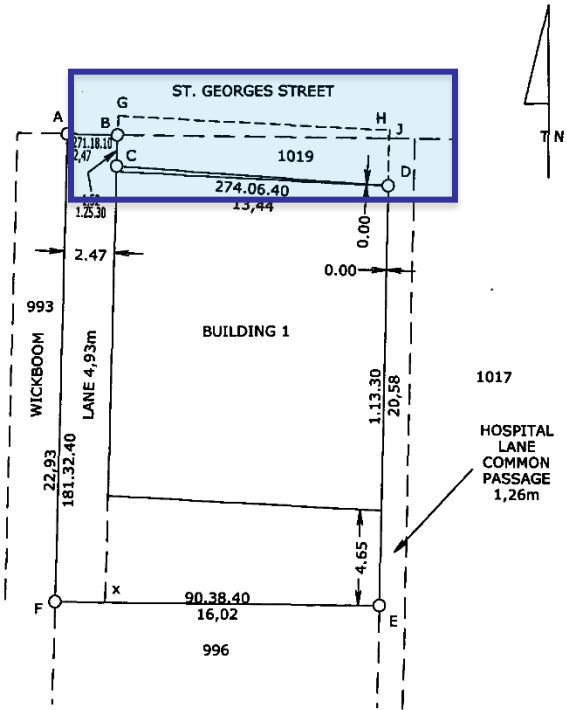 ST. GEORGES STREET
G
H
A
B
J
T N
271.18.10
2,47
C
1019
D
274.06.40
13,44
1,52
1.25.30
0.00
2.47
0.00
993
BUILDING 1
WICKBOOM
LANE 4,93m
1.13.30
20,58
1017
HOSPITAL
LANE
COMMON
PASSAGE
1,26m
22,93
181.32.40
4.65
x
90.38.40
F
16,02
E
996